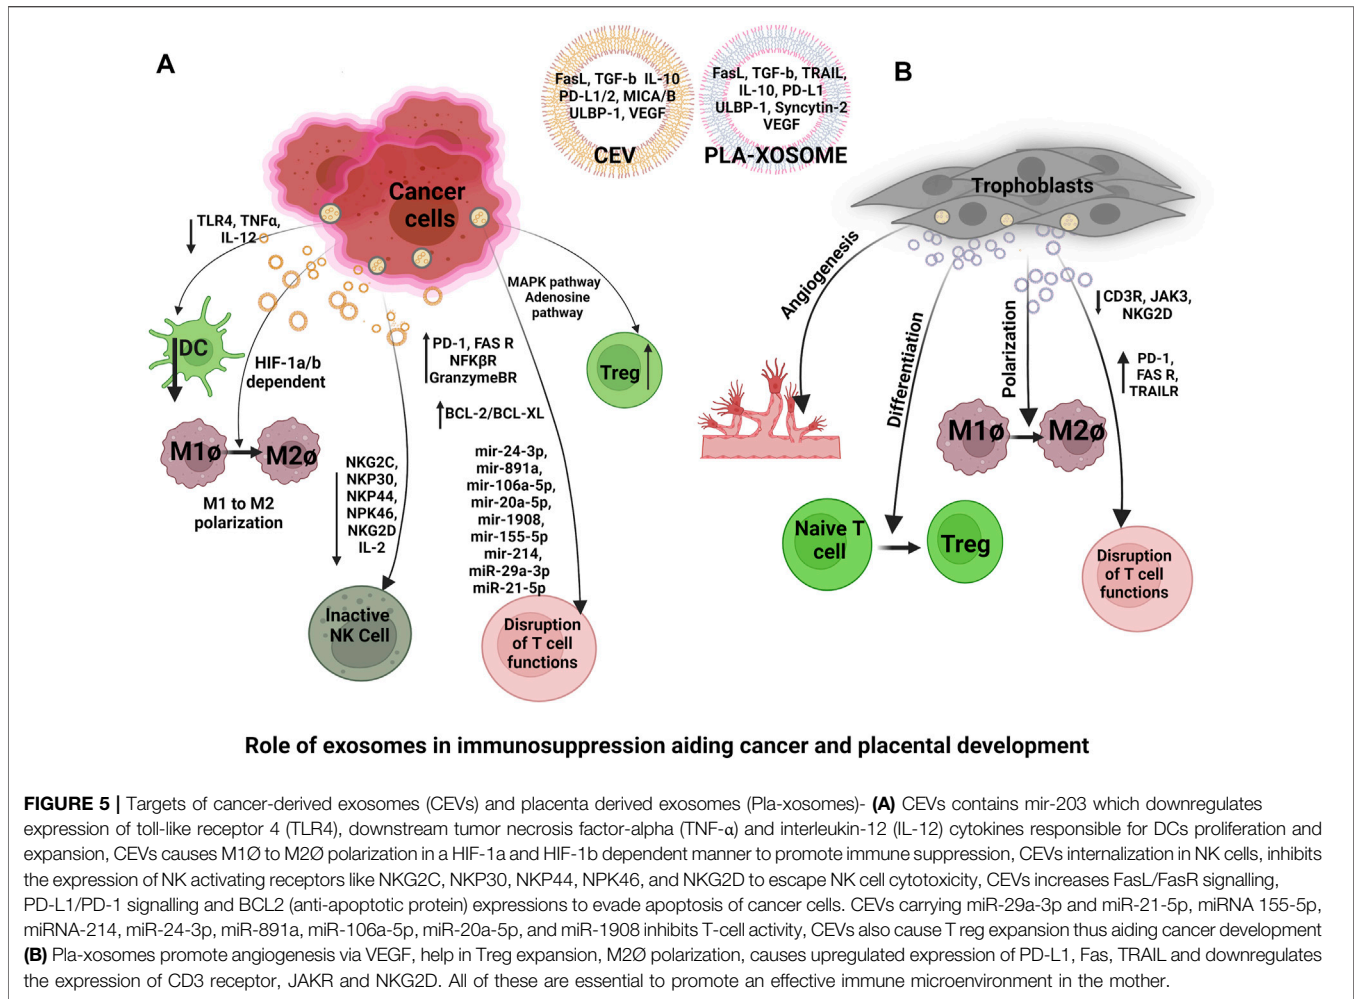 A
FasL, TGF-b IL-10
PD-L1/2, MICA/B
ULBP-1, VEGF
CEV
FasL, TGF-b, TRAIL,
IL-10, PD-L1
ULBP-1, Syncytin-2
VEGF
PLA-XOSOME
B
Cancer
cells
TLR4, TNFα,
IL-12
DC
HIF-1a/b
dependent
M1ø
M2ø
M1 to M2
polarization
NKG2C,
NKP30,
NKP44,
NPK46,
NKG2D
IL-2
Inactive
NK Cell
PD-1, FAS R
NFKβR
GranzymeBR
BCL-2/BCL-XL
mir-24-3p,
mir-891a,
mir-106a-5p,
mir-20a-5p,
mir-1908,
mir-155-5p
mir-214,
miR-29a-3p
miR-21-5p
Disruption
of T cell
functions
MAPK pathway
Adenosine
pathway
Treg
Trophoblasts
Angiogenesis
Differentiation
Polarization
CD3R, JAK3,
NKG2D
PD-1,
FAS R,
TRAILR
M1ø
M2ø
Naive T
cell
Treg
Disruption
of T cell
functions
Role of exosomes in immunosuppression aiding cancer and placental development
FIGURE 5 | Targets of cancer-derived exosomes (CEVs) and placenta derived exosomes (Pla-xosomes)- (A) CEVs contains mir-203 which downregulates
expression of toll-like receptor 4 (TLR4), downstream tumor necrosis factor-alpha (TNF-α) and interleukin-12 (IL-12) cytokines responsible for DCs proliferation and
expansion, CEVs causes M1Ø to M2Ø polarization in a HIF-1a and HIF-1b dependent manner to promote immune suppression, CEVs internalization in NK cells, inhibits
the expression of NK activating receptors like NKG2C, NKP30, NKP44, NPK46, and NKG2D to escape NK cell cytotoxicity, CEVs increases FasL/FasR signalling,
PD-L1/PD-1 signalling and BCL2 (anti-apoptotic protein) expressions to evade apoptosis of cancer cells. CEVs carrying miR-29a-3p and miR-21-5p, miRNA 155-5p,
miRNA-214, miR-24-3p, miR-891a, miR-106a-5p, miR-20a-5p, and miR-1908 inhibits T-cell activity, CEVs also cause T reg expansion thus aiding cancer development
(B) Pla-xosomes promote angiogenesis via VEGF, help in Treg expansion, M2Ø polarization, causes upregulated expression of PD-L1, Fas, TRAIL and downregulates
the expression of CD3 receptor, JAKR and NKG2D. All of these are essential to promote an effective immune microenvironment in the mother.